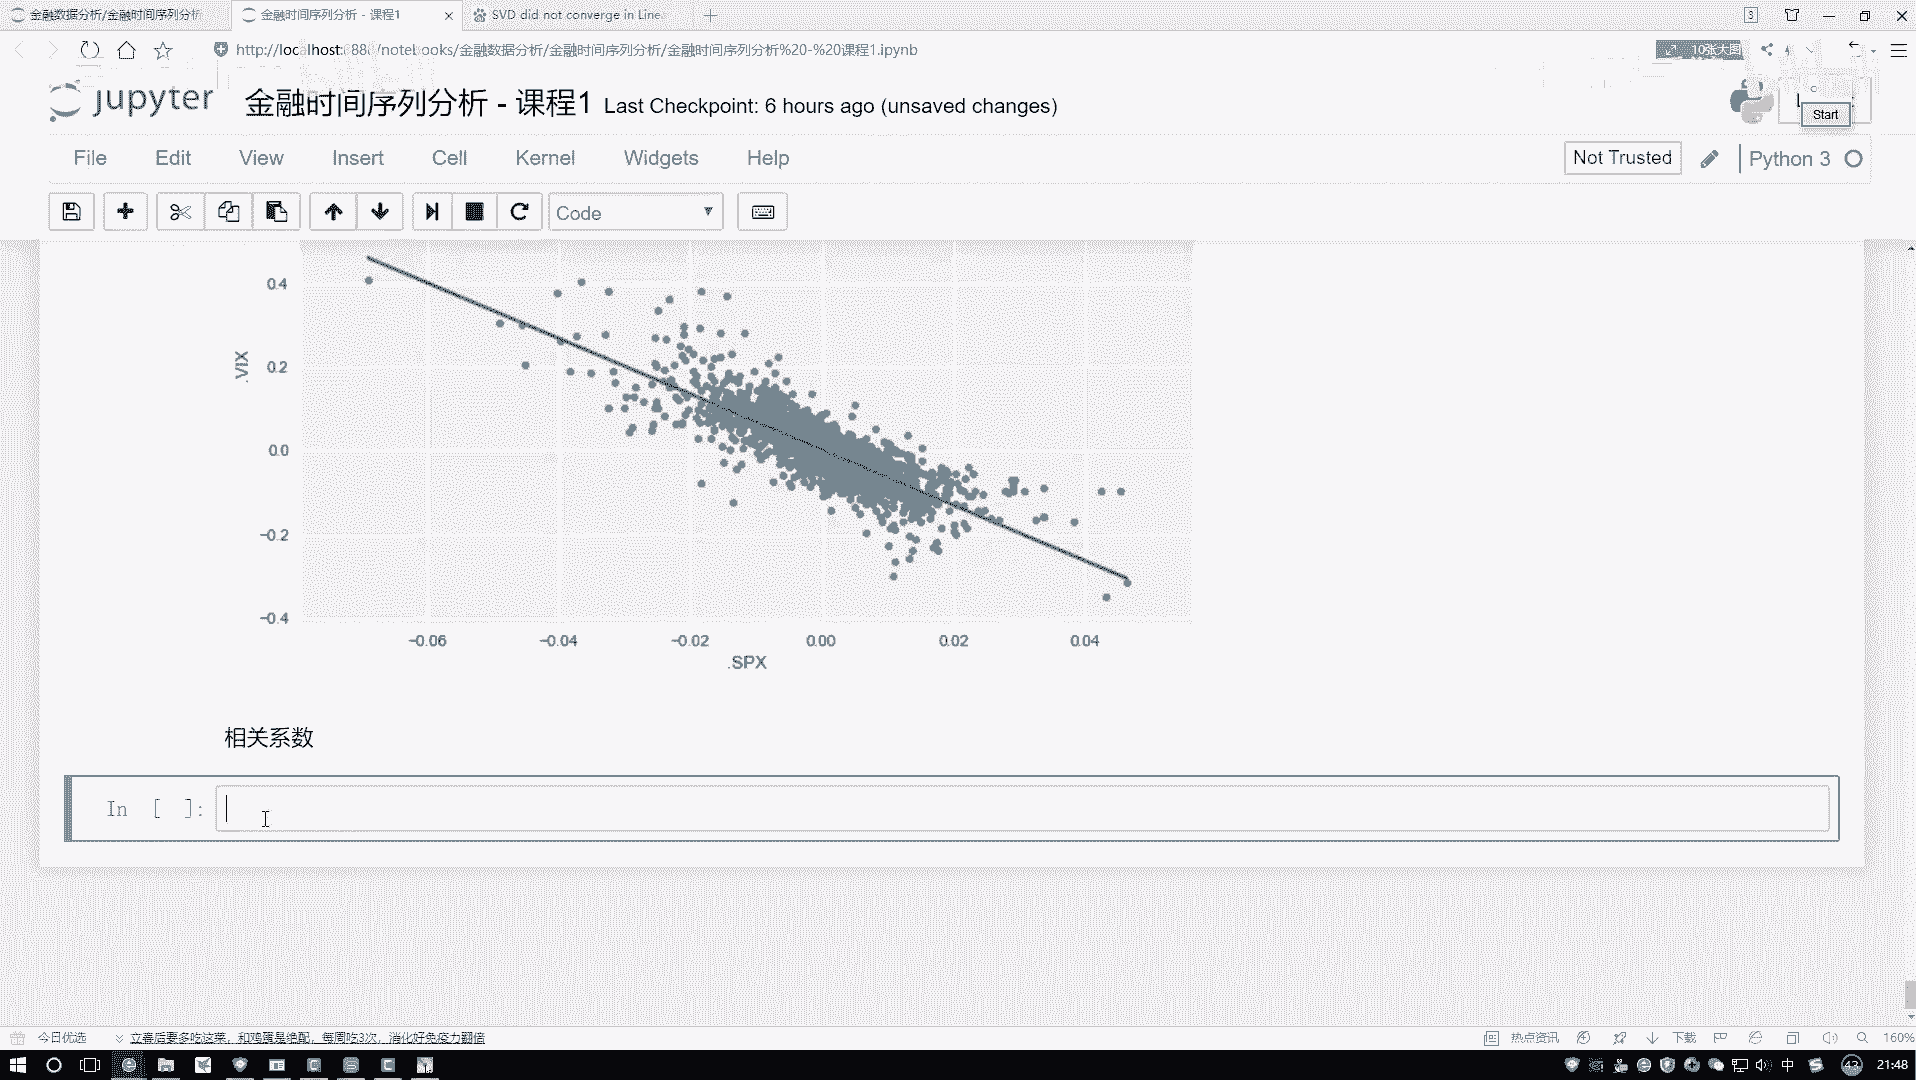 金融数据分析/金融时间序列分析
金融时间序列分析 - 课程1
SVD did not converge in Line
3
http://localhost:888/notebooks/金融数据分析/金融时间序列分析/金融时间序列分析%20-%20课程1.ipynb
10张大图
jupyter
金融时间序列分析 - 课程1
Last Checkpoint: 6 hours ago (unsaved changes)
Start
File
Edit
View
Insert
Cell
Kernel
Widgets
Help
Not Trusted
Python 3
Code
0.4
0.2
0.0
−0.2
−0.4
.VIX
−0.06
−0.04
−0.02
0.00
0.02
0.04
.SPX
相关系数
In [ ]:
今日优选
立春后要多吃这菜，和鸡蛋是绝配，每周吃3次，消化好免疫力翻倍
热点资讯
下载
160%
中
43
21:48